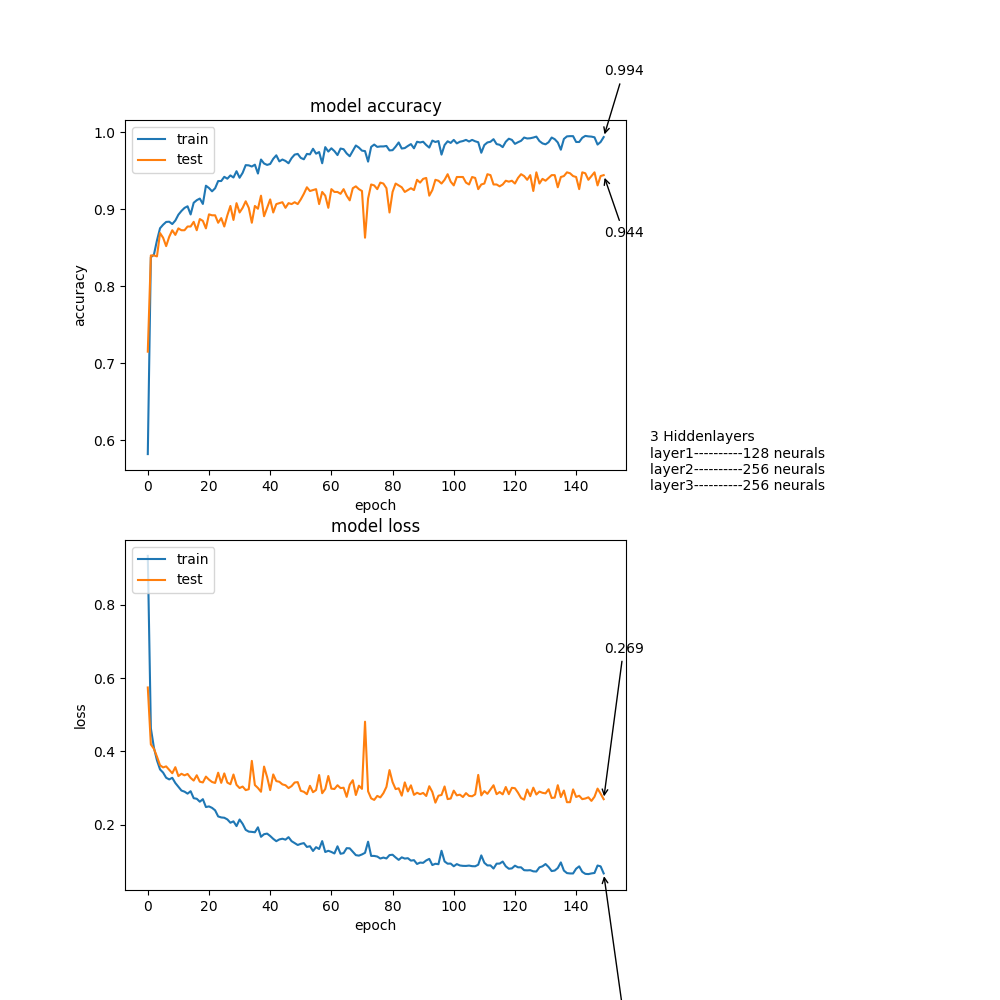 0.994
model accuracy
train
test
1.0
0.9
0.8
0.7
0.6
accuracy
0.944
0 20 40 60 80 100 120 140
epoch
3 Hiddenlayers
layer1----------128 neurals
layer2----------256 neurals
layer3----------256 neurals
model loss
train
test
0.8
0.6
0.4
0.2
loss
0.269
0 20 40 60 80 100 120 140
epoch